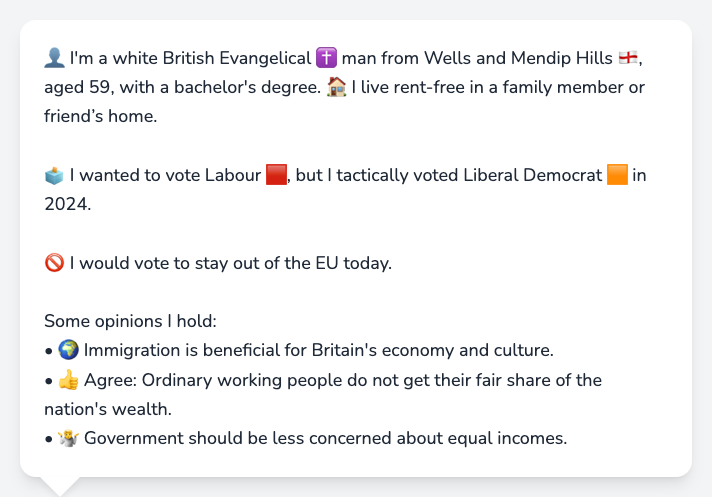 👤 I'm a white British Evangelical ✝️ man from Wells and Mendip Hills 🏴󠁧󠁢󠁥󠁮󠁧󠁿,
aged 59, with a bachelor's degree. 🏠 I live rent-free in a family member or
friend’s home.
🗳️ I wanted to vote Labour 🟥, but I tactically voted Liberal Democrat 🟧 in
2024.
🚫 I would vote to stay out of the EU today.
Some opinions I hold:
• 🌍 Immigration is beneficial for Britain's economy and culture.
• 👍 Agree: Ordinary working people do not get their fair share of the
nation's wealth.
• 🤷 Government should be less concerned about equal incomes.